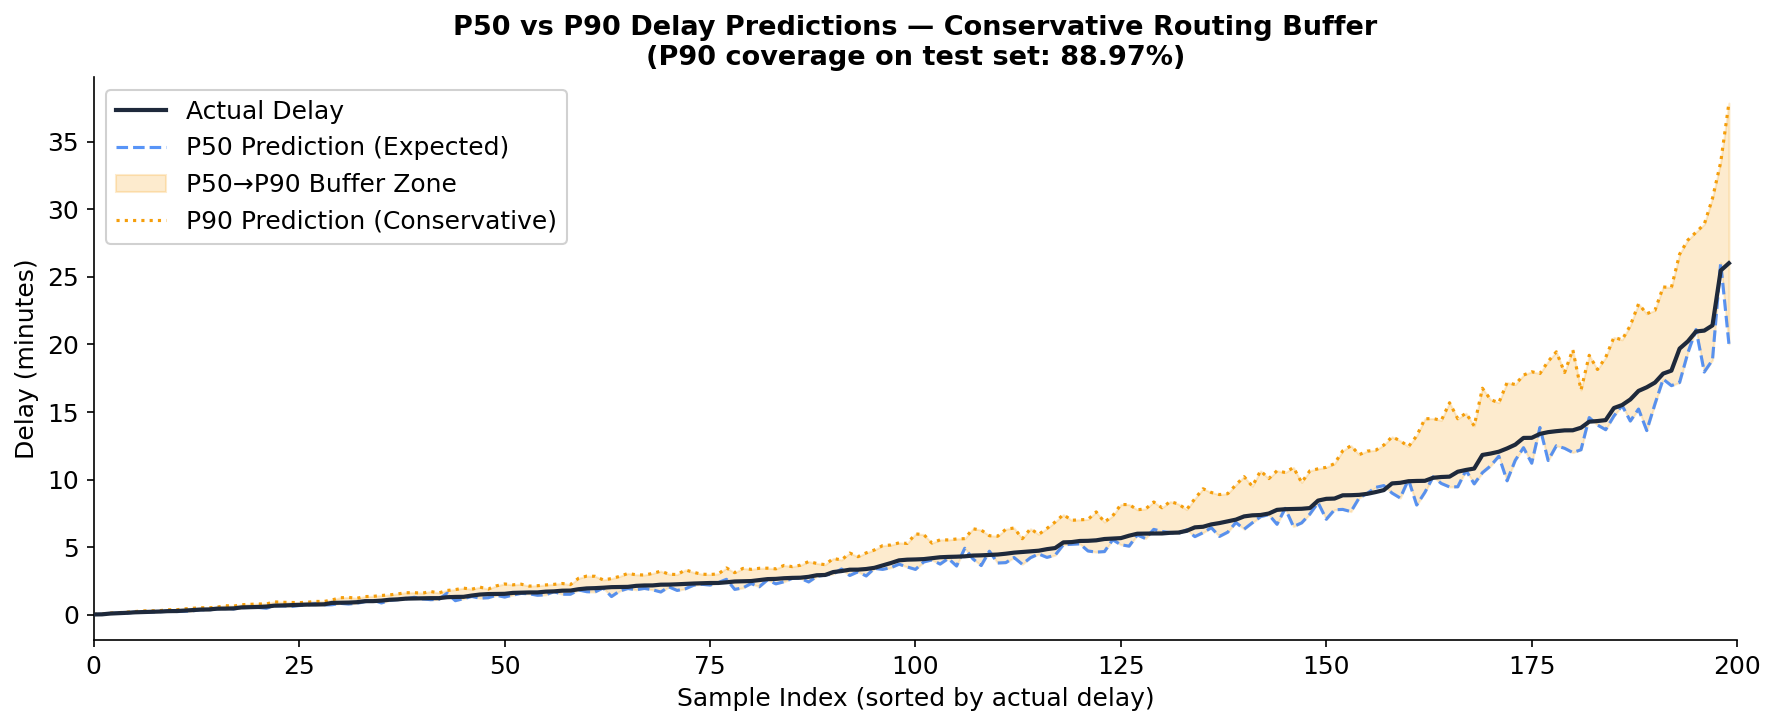 P50 vs P90 Delay Predictions — Conservative Routing Buffer
(P90 coverage on test set: 88.97%)
Actual Delay
P50 Prediction (Expected)
P50→P90 Buffer Zone
P90 Prediction (Conservative)
Delay (minutes)
35
30
25
20
15
10
5
0
0 25 50 75 100 125 150 175 200
Sample Index (sorted by actual delay)